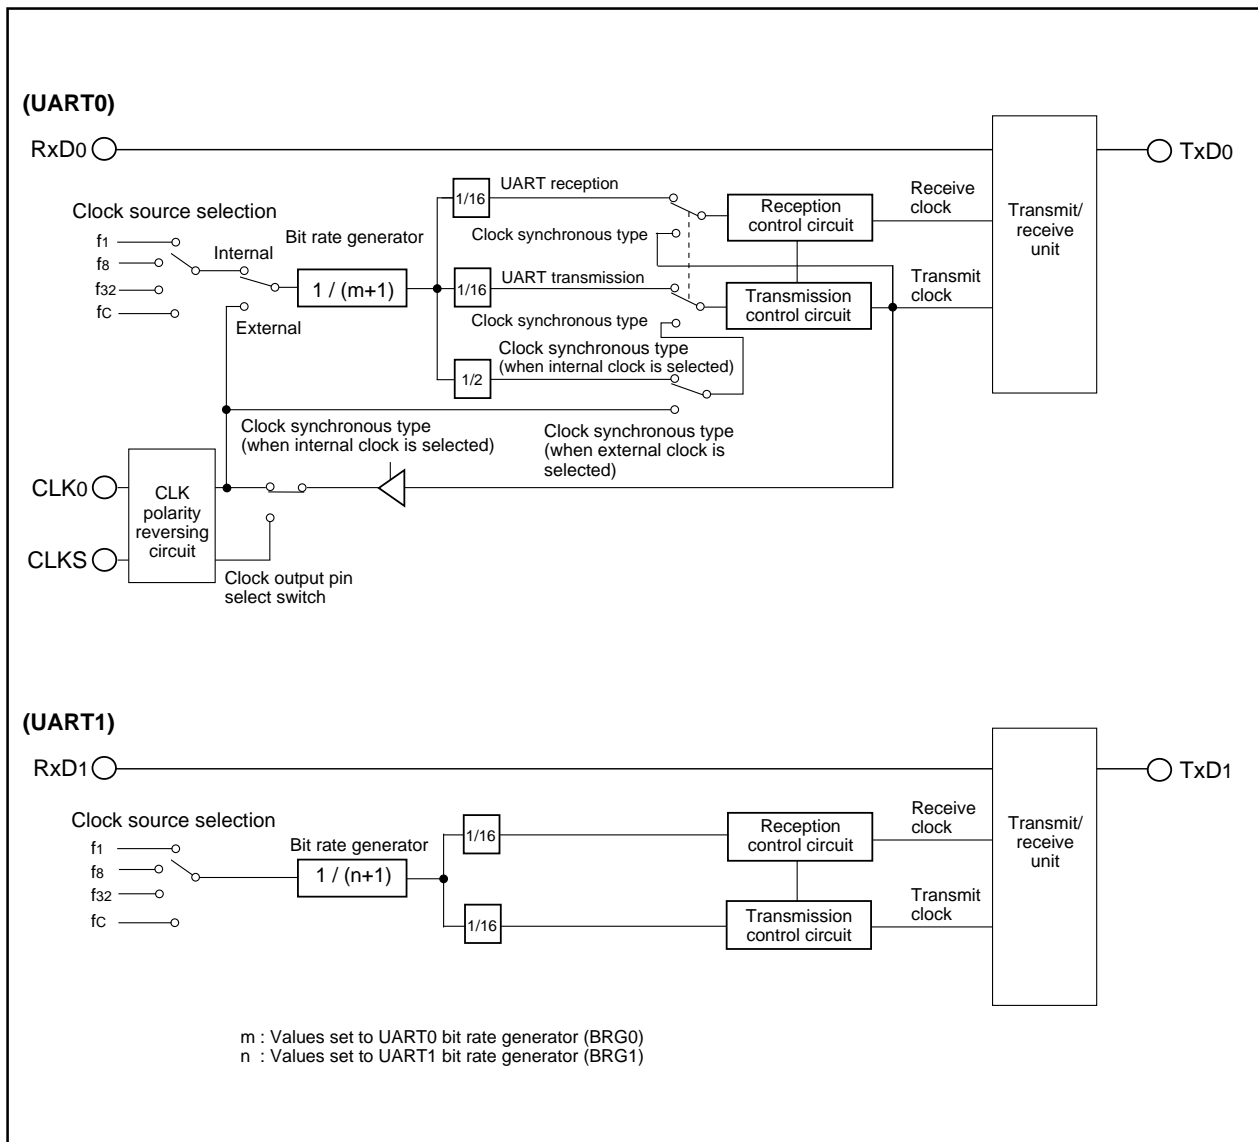 (UART0)
RxD0
TxD0
Clock source selection
f1
f8
f32
fC
Internal
External
Bit rate generator
1 / (m+1)
1/16
UART reception
Clock synchronous type
1/16
UART transmission
Clock synchronous type
1/2
Clock synchronous type
(when internal clock is selected)
Reception
control circuit
Transmission
control circuit
Receive
clock
Transmit
clock
Transmit/
receive
unit
Clock synchronous type
(when internal clock is selected)
Clock synchronous type
(when external clock is
selected)
CLK0
CLKS
CLK
polarity
reversing
circuit
Clock output pin
select switch
(UART1)
RxD1
TxD1
Clock source selection
f1
f8
f32
fC
Bit rate generator
1 / (n+1)
1/16
1/16
Reception
control circuit
Transmission
control circuit
Receive
clock
Transmit
clock
Transmit/
receive
unit
m : Values set to UART0 bit rate generator (BRG0)
n : Values set to UART1 bit rate generator (BRG1)